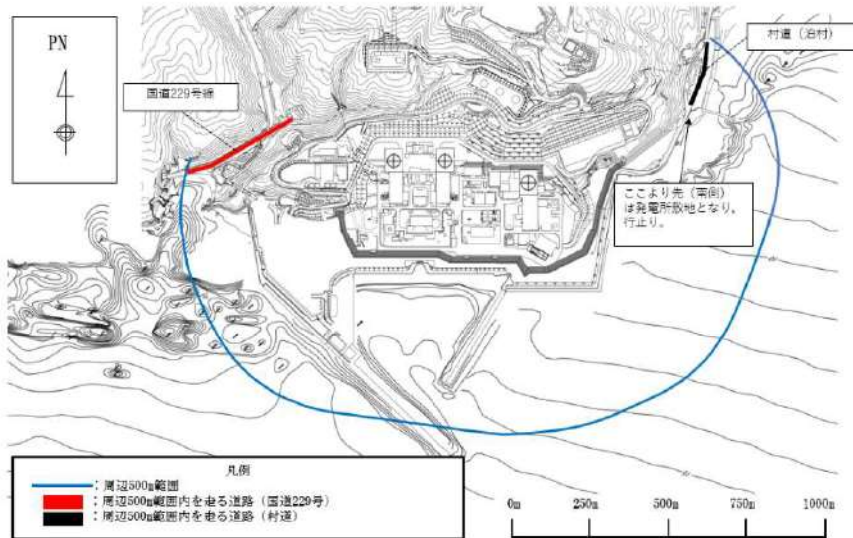 PN
国道229号線
村道（泊村）
ここより先（南側）
は発電所敷地となり、
行止り。
凡例
：周辺500m範囲
：周辺500m範囲内を走る道路（国道229号）
：周辺500m範囲内を走る道路（村道）
0m 250m 500m 750m 1000m